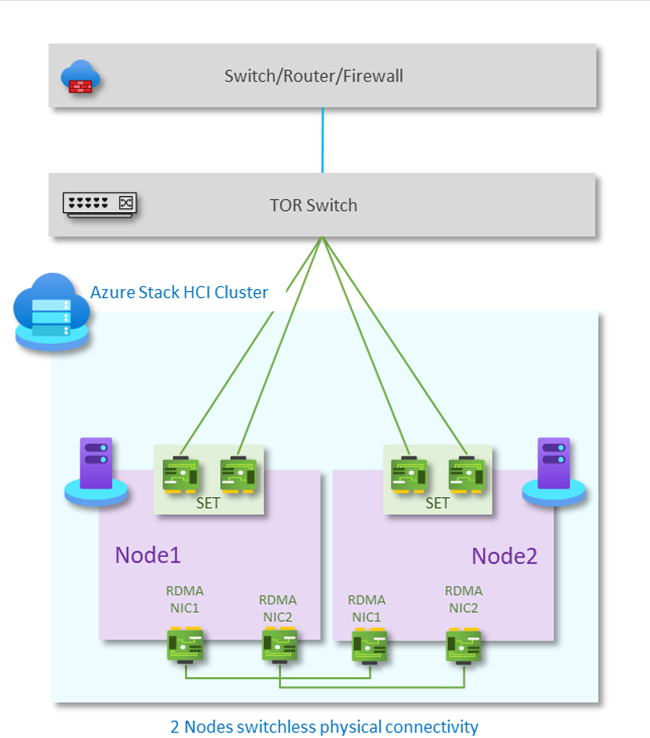 Switch/Router/Firewall
TOR Switch
Azure Stack HCI Cluster
SET
SET
Node1
Node2
RDMA
NIC1
RDMA
NIC2
RDMA
NIC1
RDMA
NIC2
2 Nodes switchless physical connectivity